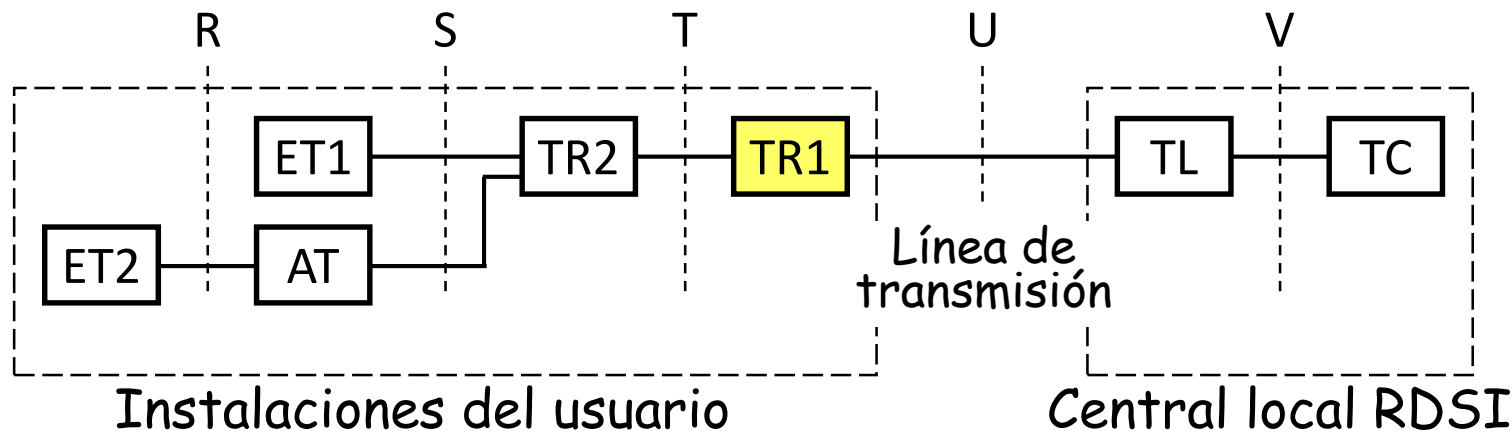 R S T U V
ET1 TR2 TR1 TL TC
ET2 AT
Línea de
transmisión
Instalaciones del usuario Central local RDSI